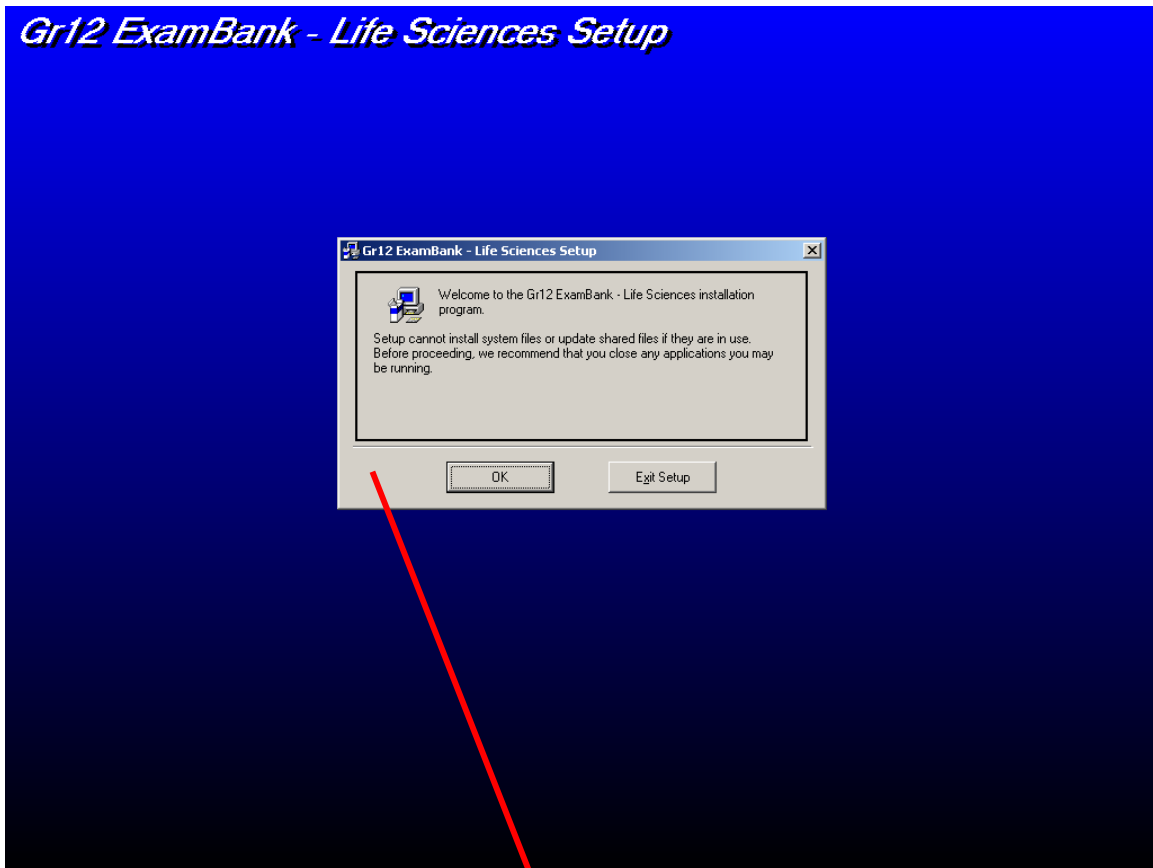 Gr12 ExamBank - Life Sciences Setup
Gr12 ExamBank - Life Sciences Setup
Welcome to the Gr12 ExamBank - Life Sciences installation
program.
Setup cannot install system files or update shared files if they are in use.
Before proceeding, we recommend that you close any applications you may
be running.
OK
Exit Setup